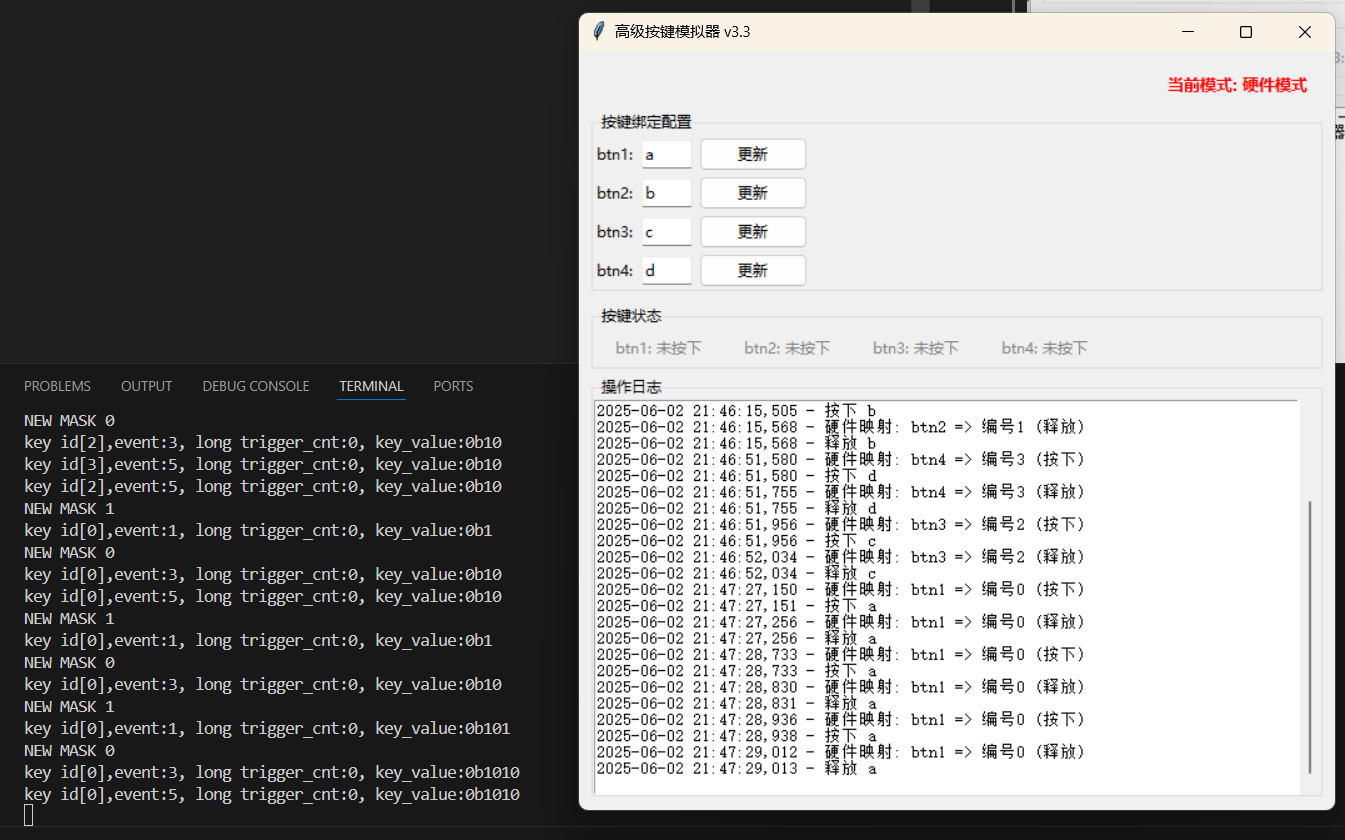 高级按键模拟器 v3.3
当前模式: 硬件模式
按键绑定配置
btn1: a 更新
btn2: b 更新
btn3: c 更新
btn4: d 更新
按键状态
btn1: 未按下 btn2: 未按下 btn3: 未按下 btn4: 未按下
操作日志
2025-06-02 21:46:15,505 - 按下 b
2025-06-02 21:46:15,568 - 硬件映射: btn2 => 编号1 (释放)
2025-06-02 21:46:15,568 - 释放 b
2025-06-02 21:46:51,580 - 硬件映射: btn4 => 编号3 (按下)
2025-06-02 21:46:51,580 - 按下 d
2025-06-02 21:46:51,755 - 硬件映射: btn4 => 编号3 (释放)
2025-06-02 21:46:51,755 - 释放 d
2025-06-02 21:46:51,956 - 硬件映射: btn3 => 编号2 (按下)
2025-06-02 21:46:51,956 - 按下 c
2025-06-02 21:46:52,034 - 硬件映射: btn3 => 编号2 (释放)
2025-06-02 21:46:52,034 - 释放 c
2025-06-02 21:47:27,150 - 硬件映射: btn1 => 编号0 (按下)
2025-06-02 21:47:27,151 - 按下 a
2025-06-02 21:47:27,256 - 硬件映射: btn1 => 编号0 (释放)
2025-06-02 21:47:27,256 - 释放 a
2025-06-02 21:47:28,733 - 硬件映射: btn1 => 编号0 (按下)
2025-06-02 21:47:28,733 - 按下 a
2025-06-02 21:47:28,830 - 硬件映射: btn1 => 编号0 (释放)
2025-06-02 21:47:28,831 - 释放 a
2025-06-02 21:47:28,936 - 硬件映射: btn1 => 编号0 (按下)
2025-06-02 21:47:28,938 - 按下 a
2025-06-02 21:47:29,012 - 硬件映射: btn1 => 编号0 (释放)
2025-06-02 21:47:29,013 - 释放 a
PROBLEMS OUTPUT DEBUG CONSOLE TERMINAL PORTS
NEW MASK 0
key id[2],event:3, long trigger_cnt:0, key_value:0b10
key id[3],event:5, long trigger_cnt:0, key_value:0b10
key id[2],event:5, long trigger_cnt:0, key_value:0b10
NEW MASK 1
key id[0],event:1, long trigger_cnt:0, key_value:0b1
NEW MASK 0
key id[0],event:3, long trigger_cnt:0, key_value:0b10
key id[0],event:5, long trigger_cnt:0, key_value:0b10
NEW MASK 1
key id[0],event:1, long trigger_cnt:0, key_value:0b1
NEW MASK 0
key id[0],event:3, long trigger_cnt:0, key_value:0b10
NEW MASK 1
key id[0],event:1, long trigger_cnt:0, key_value:0b101
NEW MASK 0
key id[0],event:3, long trigger_cnt:0, key_value:0b1010
key id[0],event:5, long trigger_cnt:0, key_value:0b1010